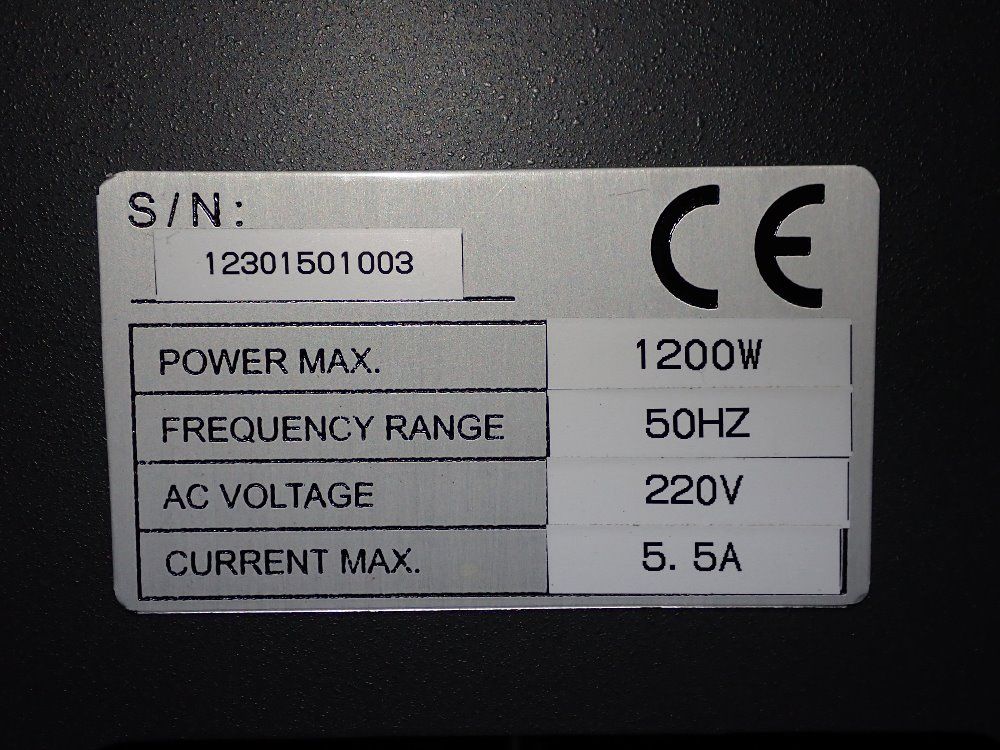 S/N:
CE
12301501003
POWER MAX. 1200W
FREQUENCY RANGE 50HZ
AC VOLTAGE 220V
CURRENT MAX. 5.5A